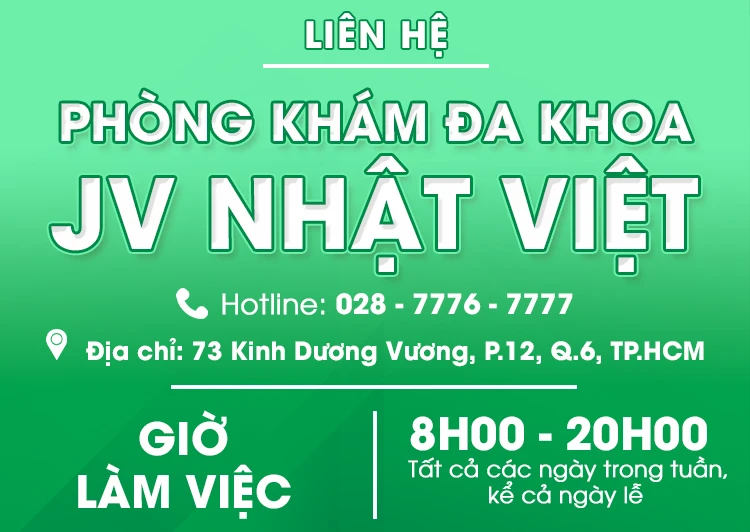 LIÊN HỆ
PHÒNG KHÁM ĐA KHOA
JV NHẬT VIỆT
Hotline: 028 - 7776 - 7777
Địa chỉ: 73 Kinh Dương Vương, P.12, Q.6, TP.HCM
GIỜ
LÀM VIỆC
8H00 - 20H00
Tất cả các ngày trong tuần,
kể cả ngày lễ